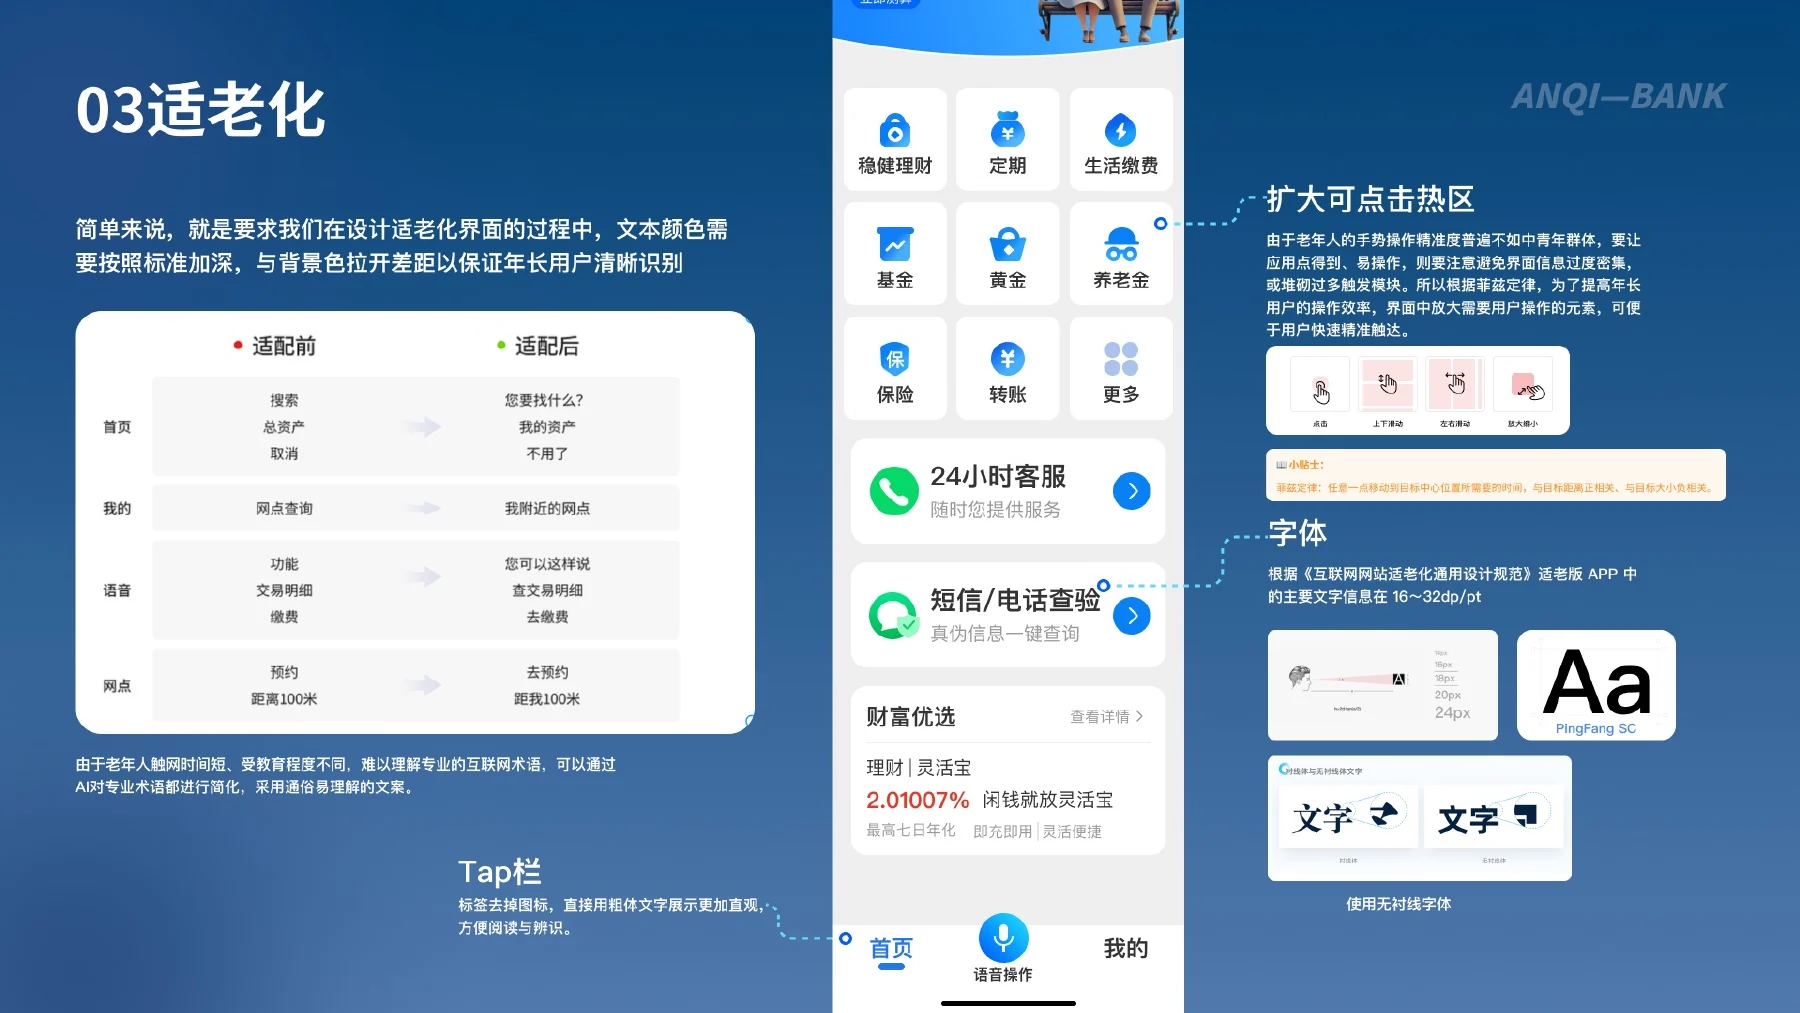 03适老化
简单来说，就是要求我们在设计适老化界面的过程中，文本颜色需
要按照标准加深，与背景色拉开差距以保证年长用户清晰识别
适配前
适配后
首页
搜索
总资产
取消
您要找什么？
我的资产
不用了
我的
网点查询
我附近的网点
语音
功能
交易明细
缴费
您可以这样说
查交易明细
去缴费
网点
预约
距离100米
去预约
距我100米
由于老年人触网时间短、受教育程度不同，难以理解专业的互联网术语，可以通过
AI对专业术语都进行简化，采用通俗易理解的文案。
Tap栏
标签去掉图标，直接用粗体文字展示更加直观，
方便阅读与辨识。
稳健理财
定期
生活缴费
基金
黄金
养老金
保
保险
转账
更多
24小时客服
随时您提供服务
短信/电话查验
真伪信息一键查询
财富优选
查看详情
理财|灵活宝
2.01007%
闲钱就放灵活宝
最高七日年化
即充即用|灵活便捷
首页
语音操作
我的
ANQI—BANK
扩大可点击热区
由于老年人的手势操作精准度普遍不如中青年群体，要让
应用点得到、易操作，则要注意避免界面信息过度密集，
或堆砌过多触发模块。所以根据菲兹定律，为了提高年长
用户的操作效率，界面中放大需要用户操作的元素，可便
于用户快速精准触达。
点击
上下滑动
左右滑动
放大缩小
小贴士：
菲兹定律：任意一点移动到目标中心位置所需要的时间，与目标距离正相关、与目标大小负相关。
字体
根据《互联网网站适老化通用设计规范》适老版 APP 中
的主要文字信息在 16～32dp/pt
A
16px
18px
20px
24px
Aa
PingFang SC
衬线体与无衬线体文字
文字
文字
衬线体
无衬线体
使用无衬线字体